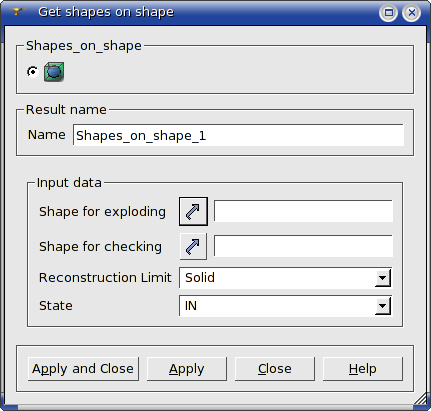 Get shapes on shape
Shapes_on_shape
Result name
Name Shapes_on_shape_1
Input data
Shape for exploding
Shape for checking
Reconstruction Limit Solid
State IN
Apply and Close Apply Close Help